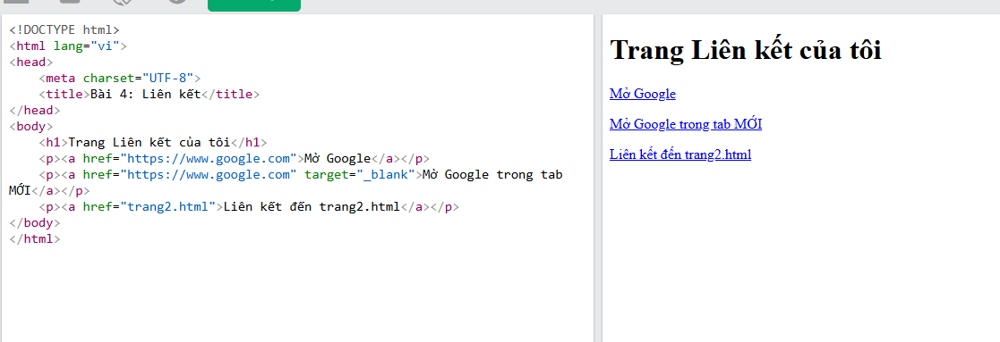 <!DOCTYPE html>
<html lang="vi">
<head>
    <meta charset="UTF-8">
    <title>Bài 4: Liên kết</title>
</head>
<body>
    <h1>Trang Liên kết của tôi</h1>
    <p><a href="https://www.google.com">Mở Google</a></p>
    <p><a href="https://www.google.com" target="_blank">Mở Google trong tab
MỚI</a></p>
    <p><a href="trang2.html">Liên kết đến trang2.html</a></p>
</body>
</html>
Trang Liên kết của tôi
Mở Google
Mở Google trong tab MỚI
Liên kết đến trang2.html